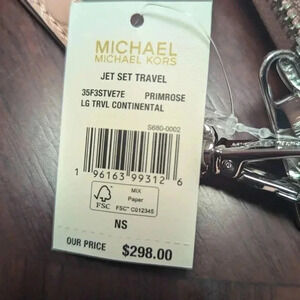 MICHAEL
MICHAEL KORS
JET SET TRAVEL
35F3STVE7E PRIMROSE
LG TRVL CONTINENTAL
S680-0002
1 96163 99312 6
FSC
MIX
Paper
FSC™ C012345
NS
OUR PRICE $298.00